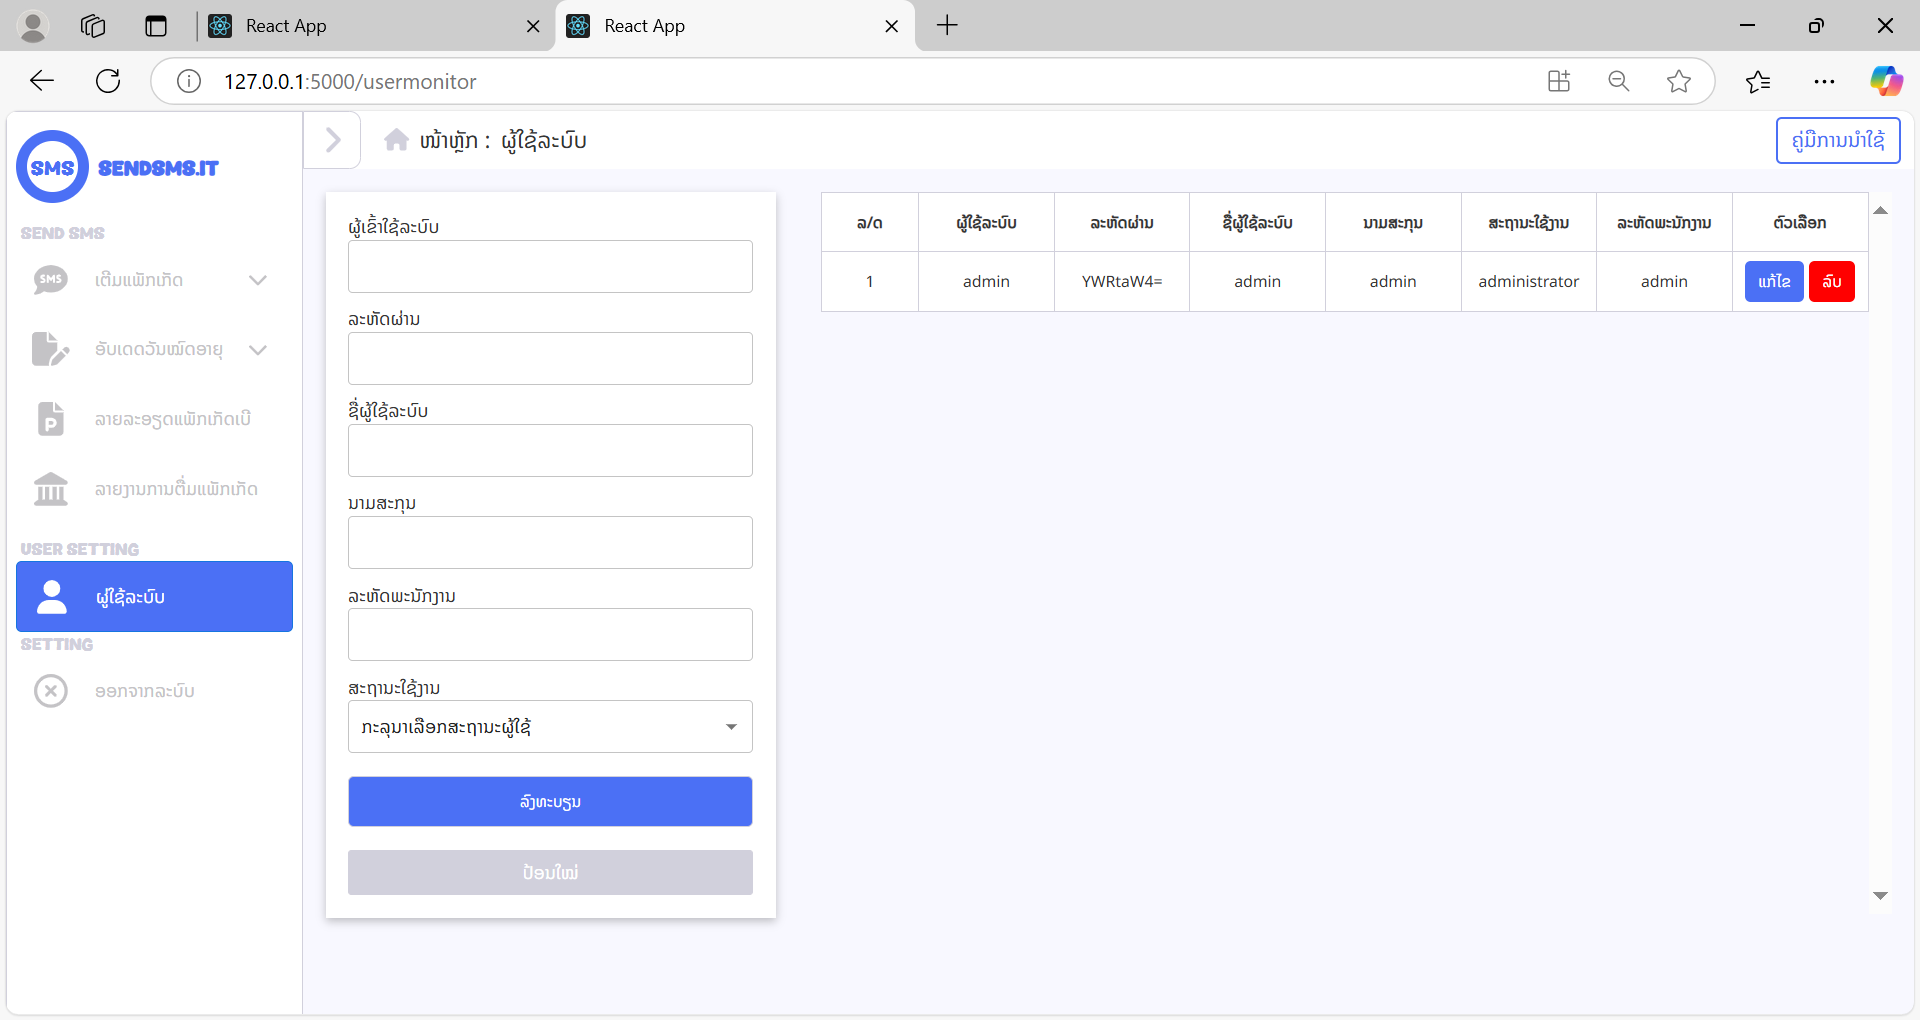 React App
React App
127.0.0.1:5000/usermonitor
SMS SENDSMS.IT
SEND SMS
SMS ເຕີມແພັກເກັດ
ອັບເດດວັນໝົດອາຍຸ
P ລາຍລະອຽດແພັກເກັດເບີ
ລາຍງານການຕື່ມແພັກເກັດ
USER SETTING
ຜູ້ໃຊ້ລະບົບ
SETTING
ອອກຈາກລະບົບ
ໜ້າຫຼັກ : ຜູ້ໃຊ້ລະບົບ
ຄູ່ມືການນຳໃຊ້
ຜູ້ເຂົ້າໃຊ້ລະບົບ
ລະຫັດຜ່ານ
ຊື່ຜູ້ໃຊ້ລະບົບ
ນາມສະກຸນ
ລະຫັດພະນັກງານ
ສະຖານະໃຊ້ງານ
ກະລຸນາເລືອກສະຖານະຜູ້ໃຊ້
ລົງທະບຽນ
ປ້ອນໃໝ່
ລ/ດ ຜູ້ໃຊ້ລະບົບ ລະຫັດຜ່ານ ຊື່ຜູ້ໃຊ້ລະບົບ ນາມສະກຸນ ສະຖານະໃຊ້ງານ ລະຫັດພະນັກງານ ຕົວເລືອກ
1 admin YWRtaW4= admin admin administrator admin ແກ້ໄຂ ລົບ